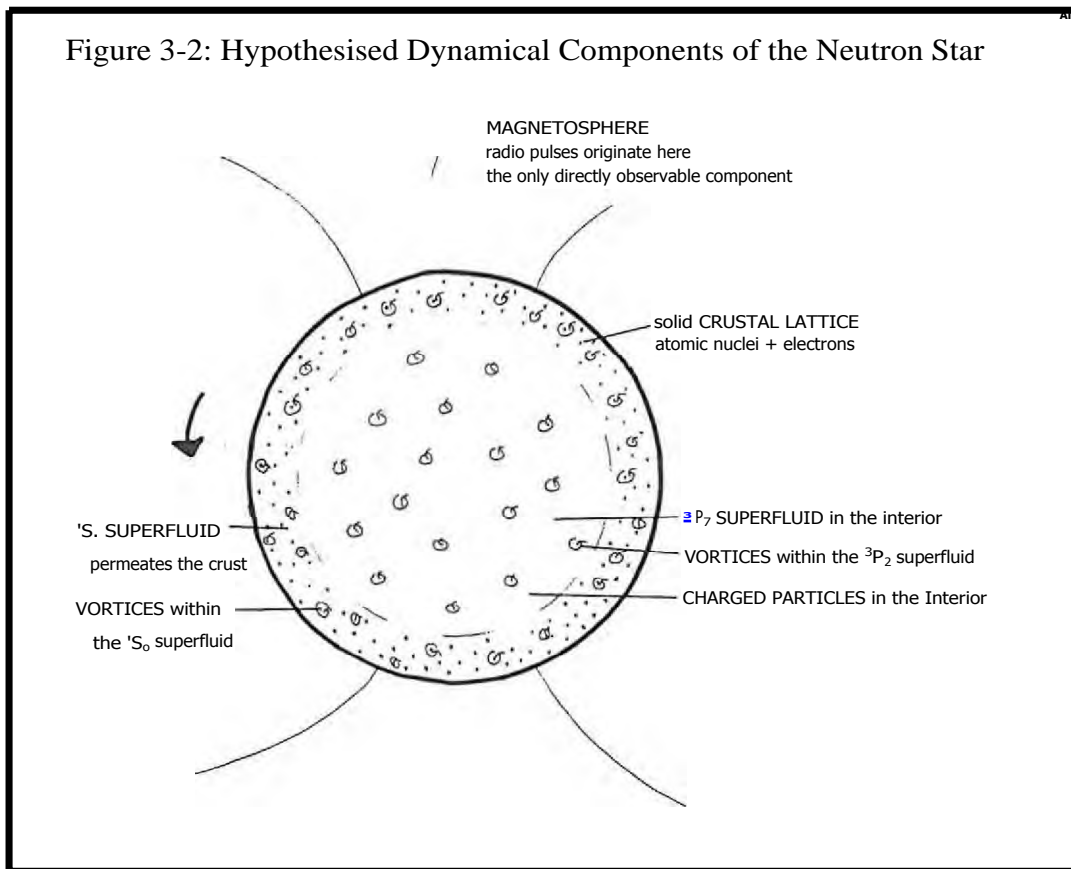 Figure 3-2: Hypothesised Dynamical Components of the Neutron Star
MAGNETOSPHERE
radio pulses originate here
the only directly observable component
solid CRUSTAL LATTICE
atomic nuclei + electrons
³P₇ SUPERFLUID in the interior
'S. SUPERFLUID
permeates the crust
VORTICES within the ³P₂ superfluid
CHARGED PARTICLES in the Interior
VORTICES within
the 'Sₒ superfluid